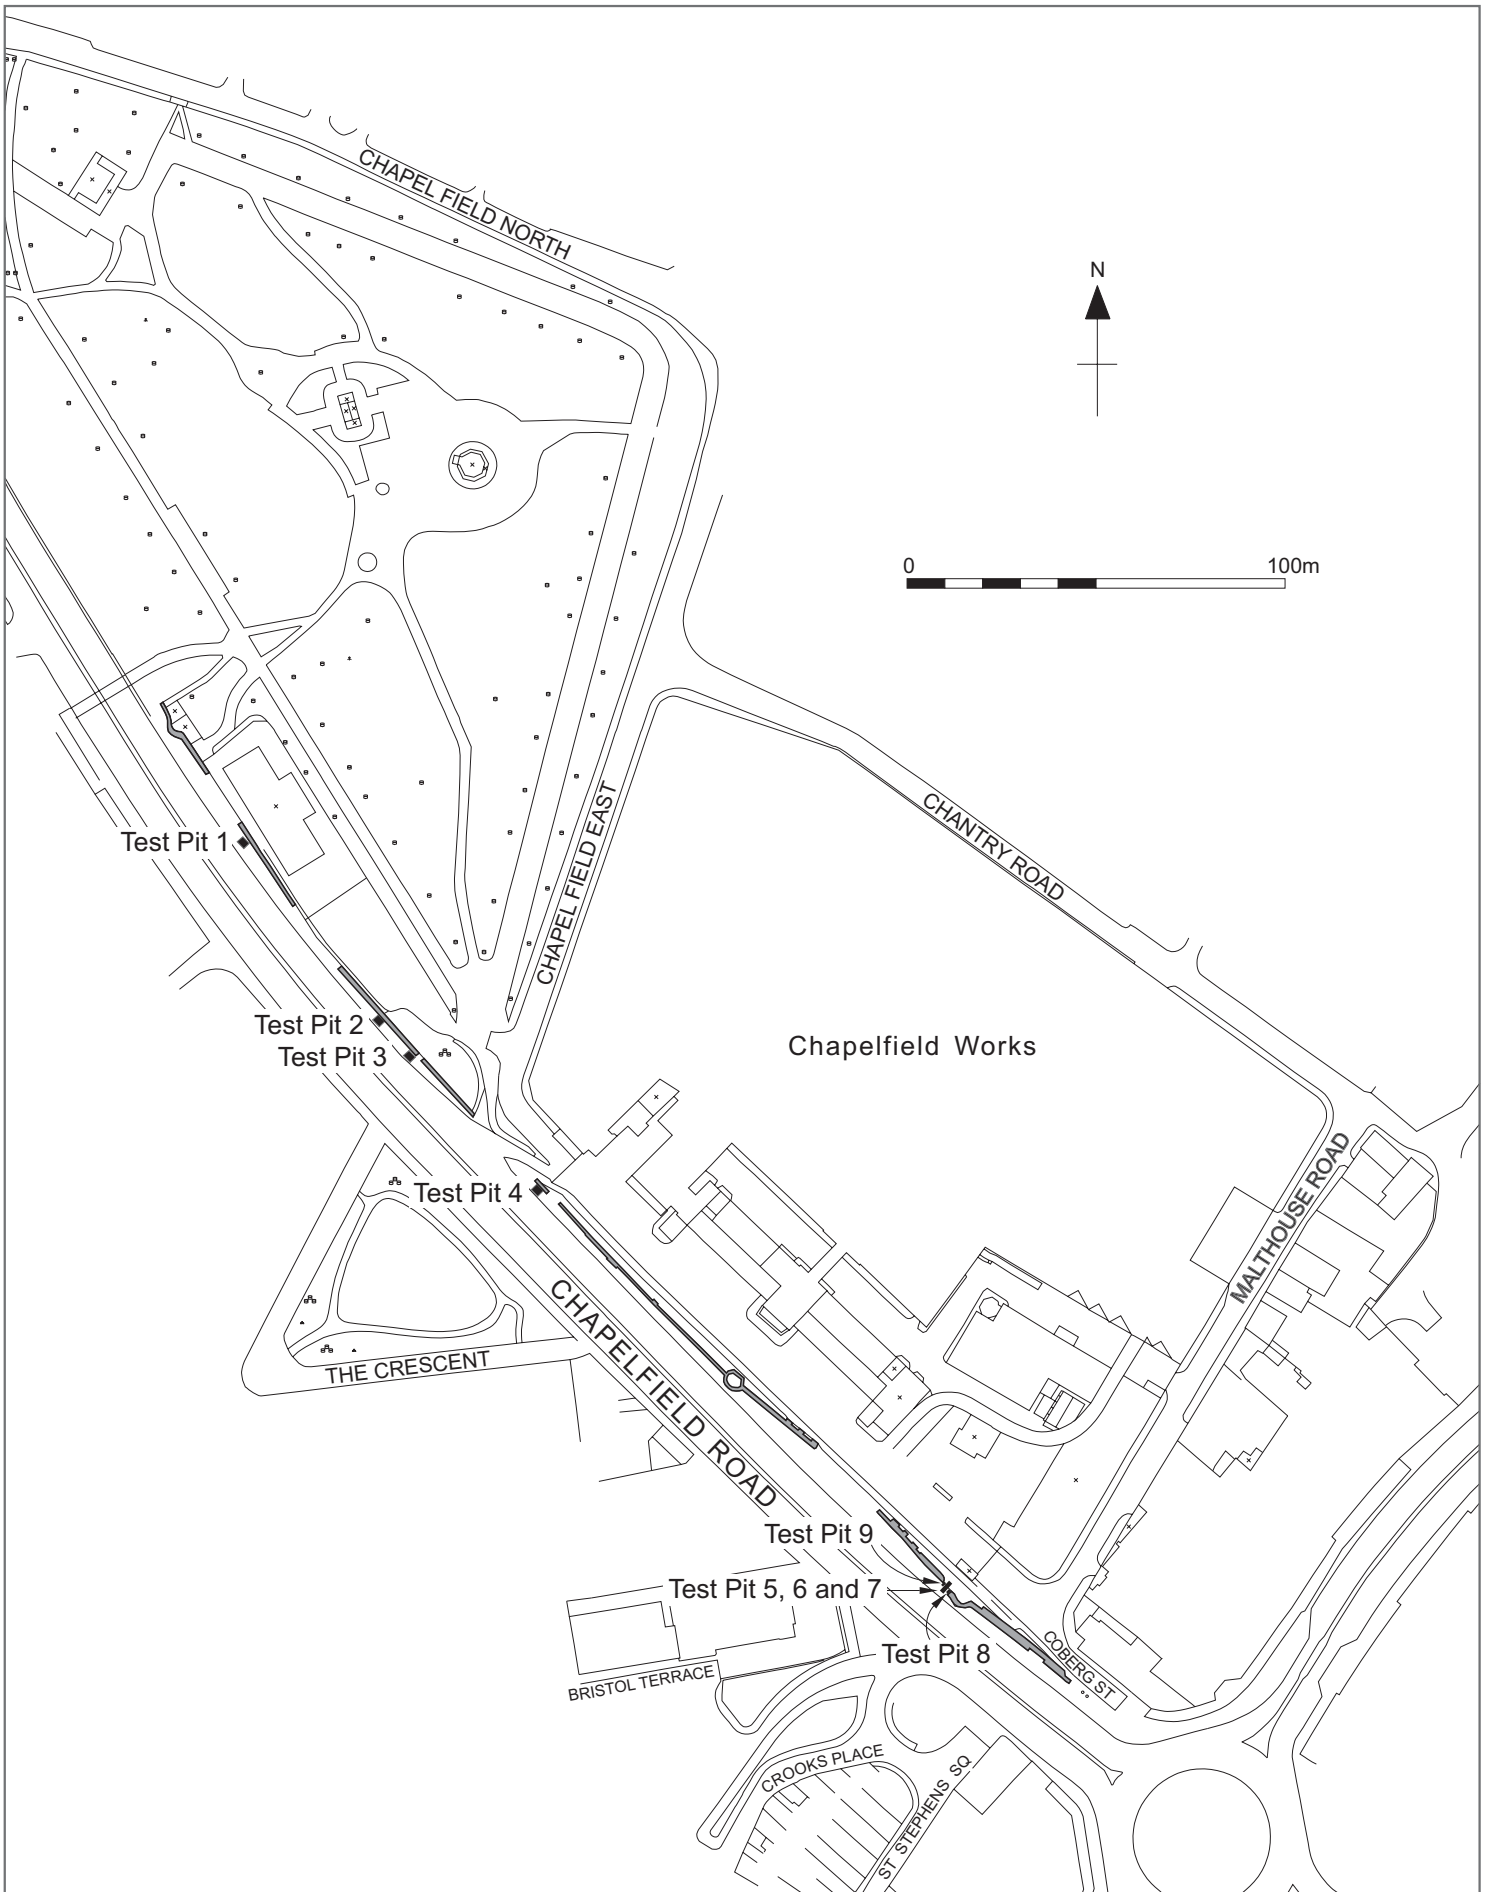 CHAPEL FIELD NORTH
N
0 100m
CHAPEL FIELD EAST
CHANTRY ROAD
Test Pit 1
Test Pit 2
Test Pit 3
Chapelfield Works
MALTHOUSE ROAD
Test Pit 4
CHAPELFIELD ROAD
THE CRESCENT
Test Pit 9
Test Pit 5, 6 and 7
Test Pit 8
COBERG ST
BRISTOL TERRACE
CROOKS PLACE
ST STEPHENS SQ